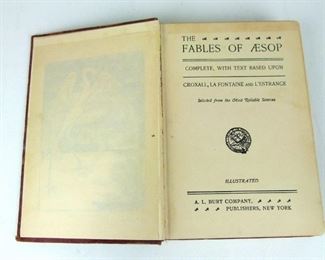 THE
FABLES OF ÆSOP
COMPLETE, WITH TEXT BASED UPON
CROXALL, LA FONTAINE AND L'ESTRANGE
Selected from the Most Reliable Sources
ILLUSTRATED.
A. L. BURT COMPANY,
PUBLISHERS, NEW YORK